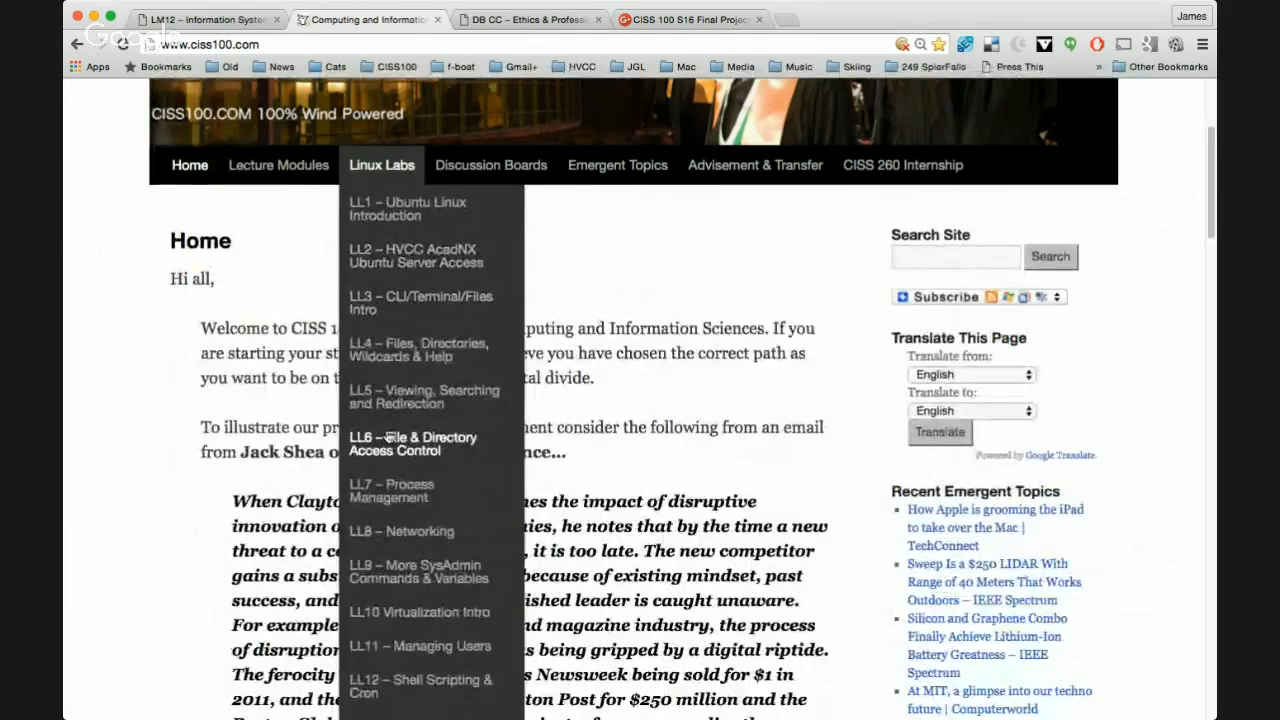 LM12 – Information System
Computing and Informatio
DB CC – Ethics & Profess
CISS 100 S16 Final Projec
James
Google
www.ciss100.com
Apps
Bookmarks
Old
News
Cats
CISS100
f-boat
Gmail+
HVCC
JGL
Mac
Media
Music
Skiing
249 SpierFalls
Press This
»
Other Bookmarks
CISS100.COM 100% Wind Powered
Home
Lecture Modules
Linux Labs
Discussion Boards
Emergent Topics
Advisement & Transfer
CISS 260 Internship
LL1 – Ubuntu Linux
Introduction
LL2 – HVCC AcadNX
Ubuntu Server Access
LL3 – CLI/Terminal/Files
Intro
LL4 – Files, Directories,
Wildcards & Help
LL5 – Viewing, Searching
and Redirection
LL6 – File & Directory
Access Control
LL7 – Process
Management
LL8 – Networking
LL9 – More SysAdmin
Commands & Variables
LL10 Virtualization Intro
LL11 – Managing Users
LL12 – Shell Scripting &
Cron
Home
Hi all,
Welcome to CISS 1 puting and Information Sciences. If you
are starting your st eve you have chosen the correct path as
you want to be on t tal divide.
To illustrate our pr ment consider the following from an email
from Jack Shea o nce...
When Clayto nes the impact of disruptive
innovation o ies, he notes that by the time a new
threat to a ce , it is too late. The new competitor
gains a subs because of existing mindset, past
success, and ished leader is caught unaware.
For example nd magazine industry, the process
of disruption s being gripped by a digital riptide.
The ferocity s Newsweek being sold for $1 in
2011, and the ton Post for $250 million and the
Search Site
Search
Subscribe
Translate This Page
Translate from:
English
Translate to:
English
Translate
Powered by Google Translate.
Recent Emergent Topics
How Apple is grooming the iPad
to take over the Mac |
TechConnect
Sweep Is a $250 LIDAR With
Range of 40 Meters That Works
Outdoors – IEEE Spectrum
Silicon and Graphene Combo
Finally Achieve Lithium-Ion
Battery Greatness – IEEE
Spectrum
At MIT, a glimpse into our techno
future | Computerworld